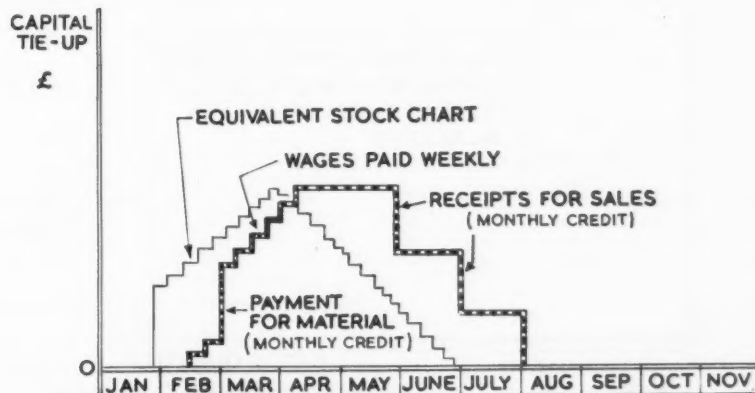 CAPITAL
TIE-UP
£
EQUIVALENT STOCK CHART
WAGES PAID WEEKLY
RECEIPTS FOR SALES
(MONTHLY CREDIT)
PAYMENT
FOR MATERIAL
(MONTHLY CREDIT)
O
JAN FEB MAR APR MAY JUNE JULY AUG SEP OCT NOV